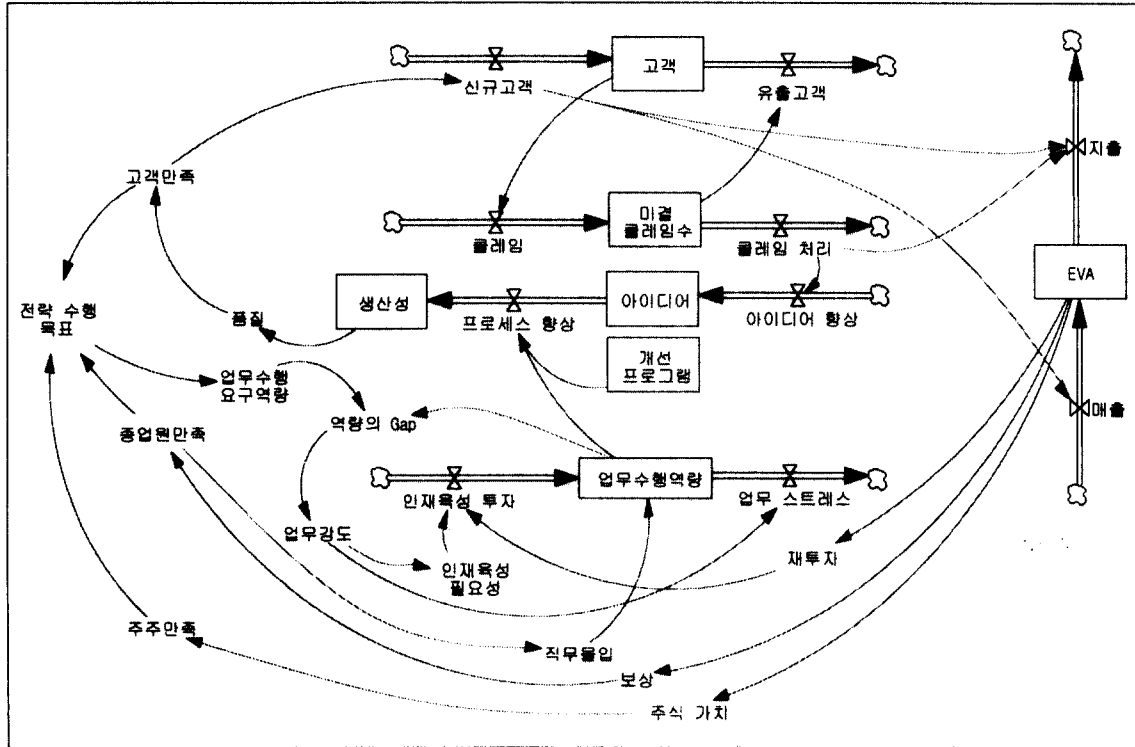 고객
신규고객
유출고객
지출
고객만족
미결
클레임수
클레임
클레임 처리
EVA
생산성
아이디어
전략 수행
목표
품질
프로세스 향상
아이디어 향상
개선
프로그램
업무수행
요구역량
매출
역량의 Gap
종업원만족
업무수행역량
인재육성 투자
업무 스트레스
업무강도
재투자
인재육성
필요성
주주만족
직무몰입
보상
주식 가치